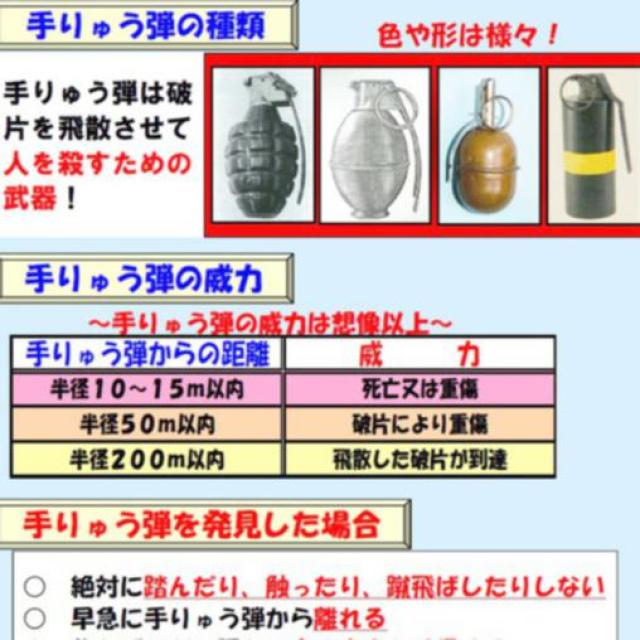 手りゅう弾の種類
色や形は様々！
手りゅう弾は破
片を飛散させて
人を殺すための
武器！
手りゅう弾の威力
～手りゅう弾の威力は想像以上～
手りゅう弾からの距離 威 力
半径１０～１５ｍ以内 死亡又は重傷
半径５０ｍ以内 破片により重傷
半径２００ｍ以内 飛散した破片が到達
手りゅう弾を発見した場合
○ 絶対に踏んだり、触ったり、蹴飛ばしたりしない
○ 早急に手りゅう弾から離れる